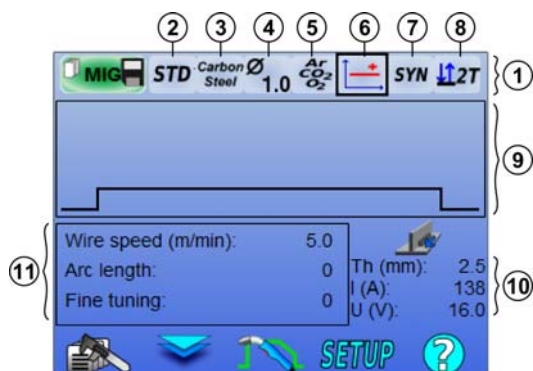 2 3 4 5 6 7 8
MIG STD Carbon Steel Ø 1.0 Ar CO2 O2 + SYN 2T 1
9
Wire speed (m/min): 5.0
Arc length: 0 Th (mm): 2.5
11 I (A): 138 10
Fine tuning: 0 U (V): 16.0
SETUP ?